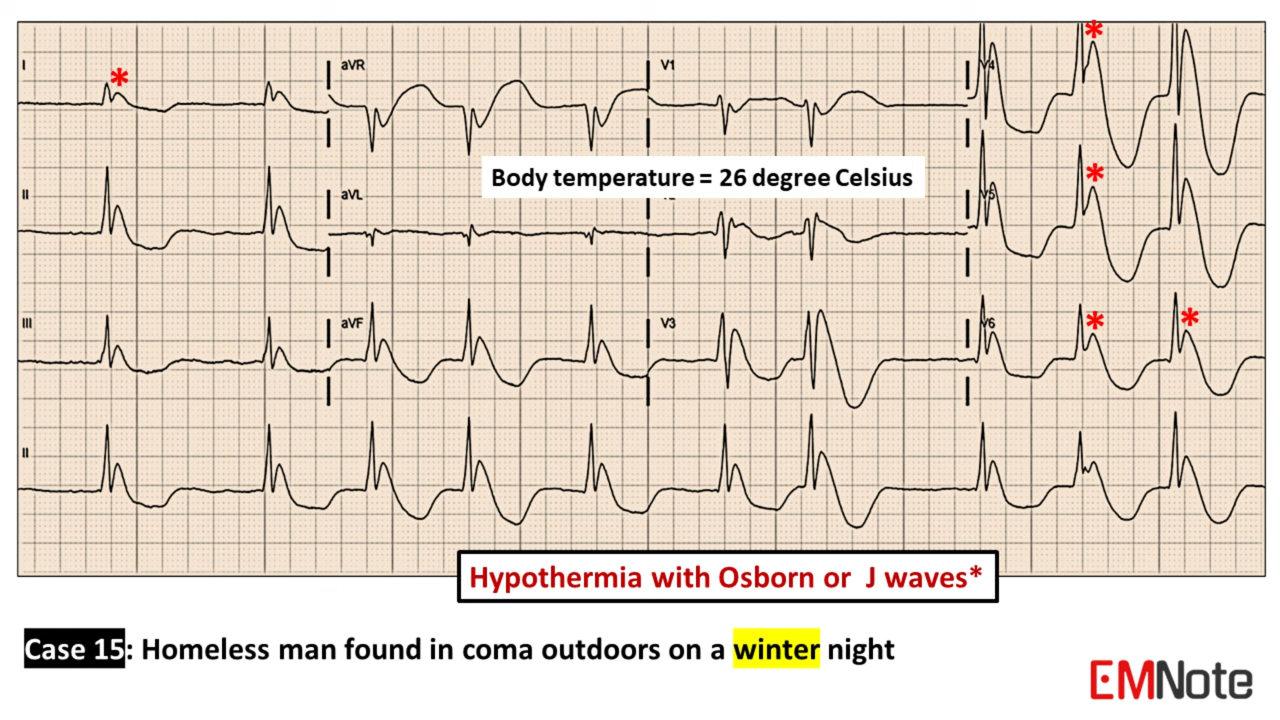 I
aVR
V1
V4
Body temperature = 26 degree Celsius
II
aVL
V5
III
aVF
V3
V6
II
Hypothermia with Osborn or J waves*
Case 15: Homeless man found in coma outdoors on a winter night
EMNote